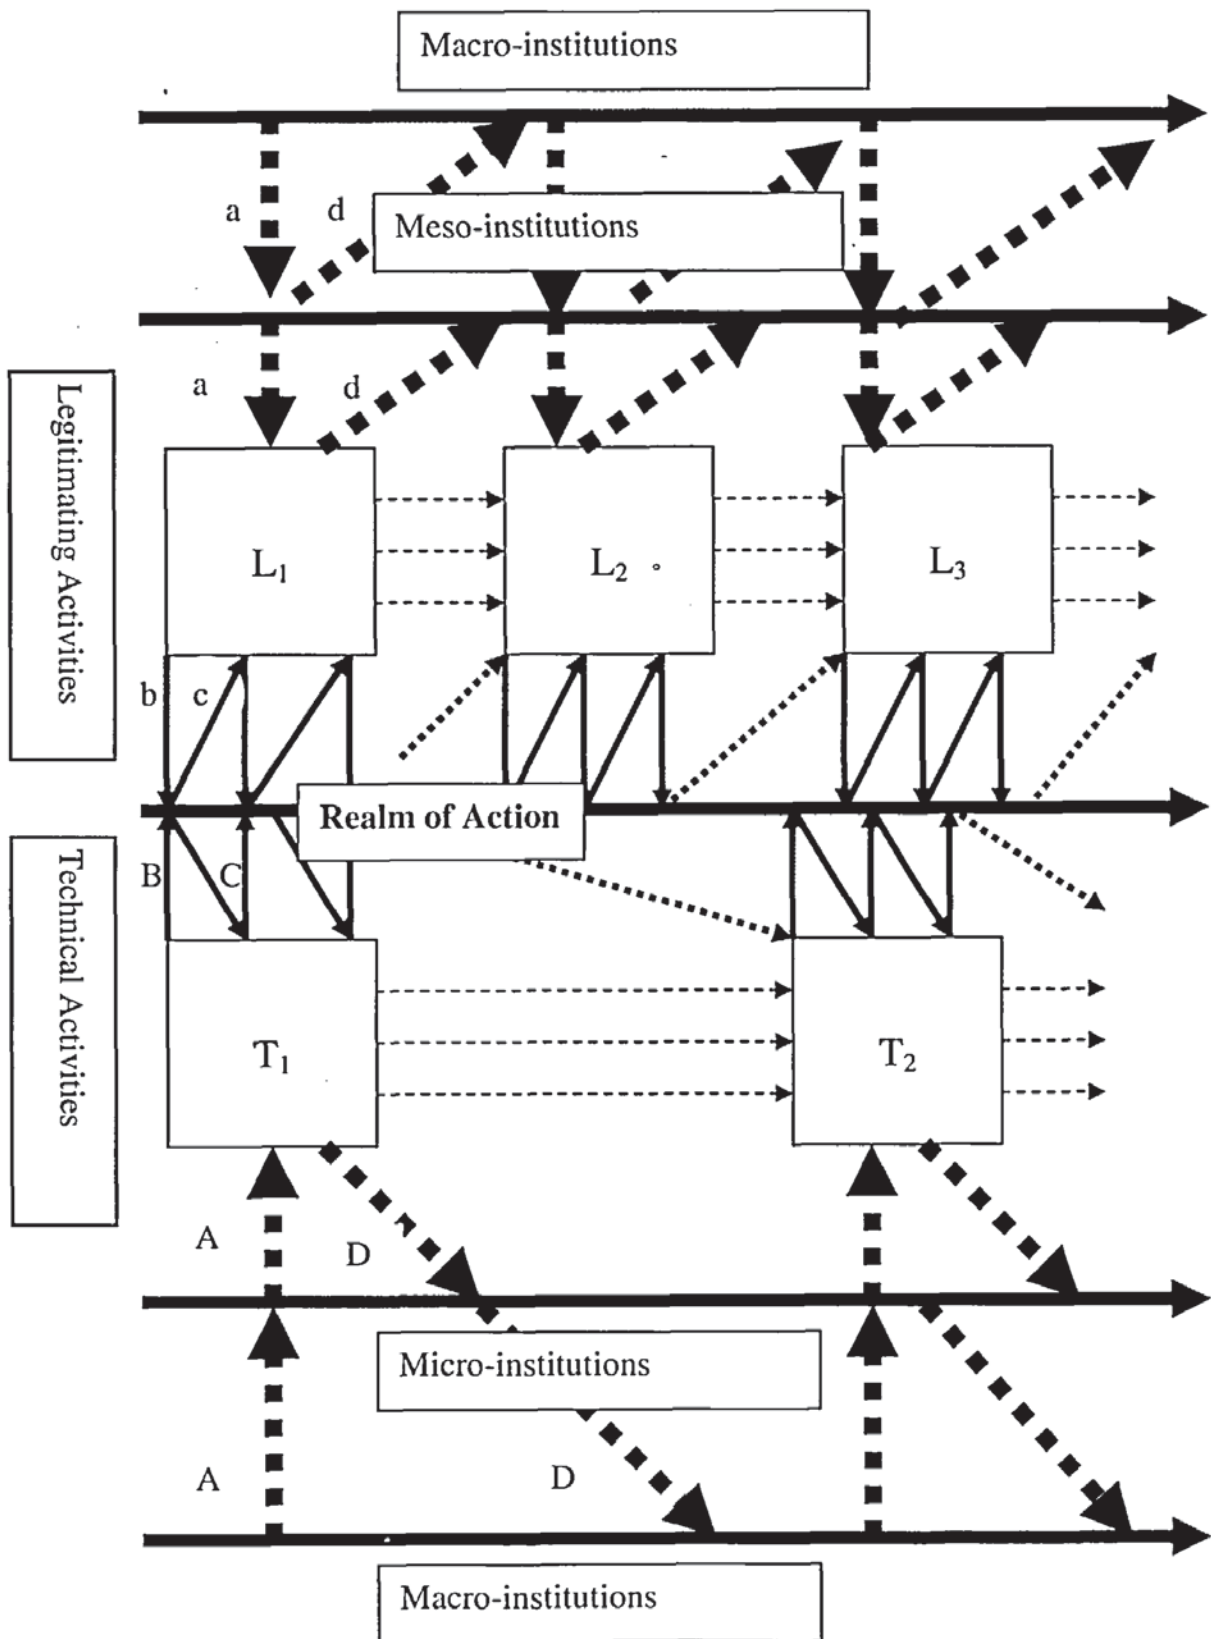 Macro-institutions
a
d
Meso-institutions
a
d
Legitimating Activities
L₁
L₂
L₃
b
c
Realm of Action
B
C
Technical Activities
T₁
T₂
A
D
Micro-institutions
A
D
Macro-institutions